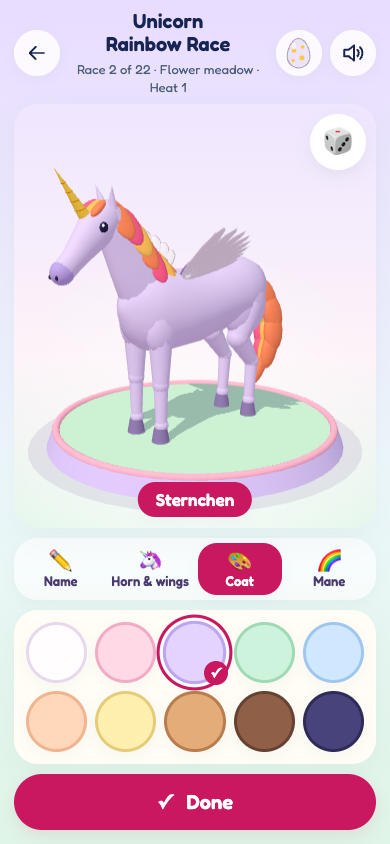 Unicorn
Rainbow Race
Race 2 of 22 · Flower meadow ·
Heat 1
Sternchen
Name
Horn & wings
Coat
Mane
✓ Done